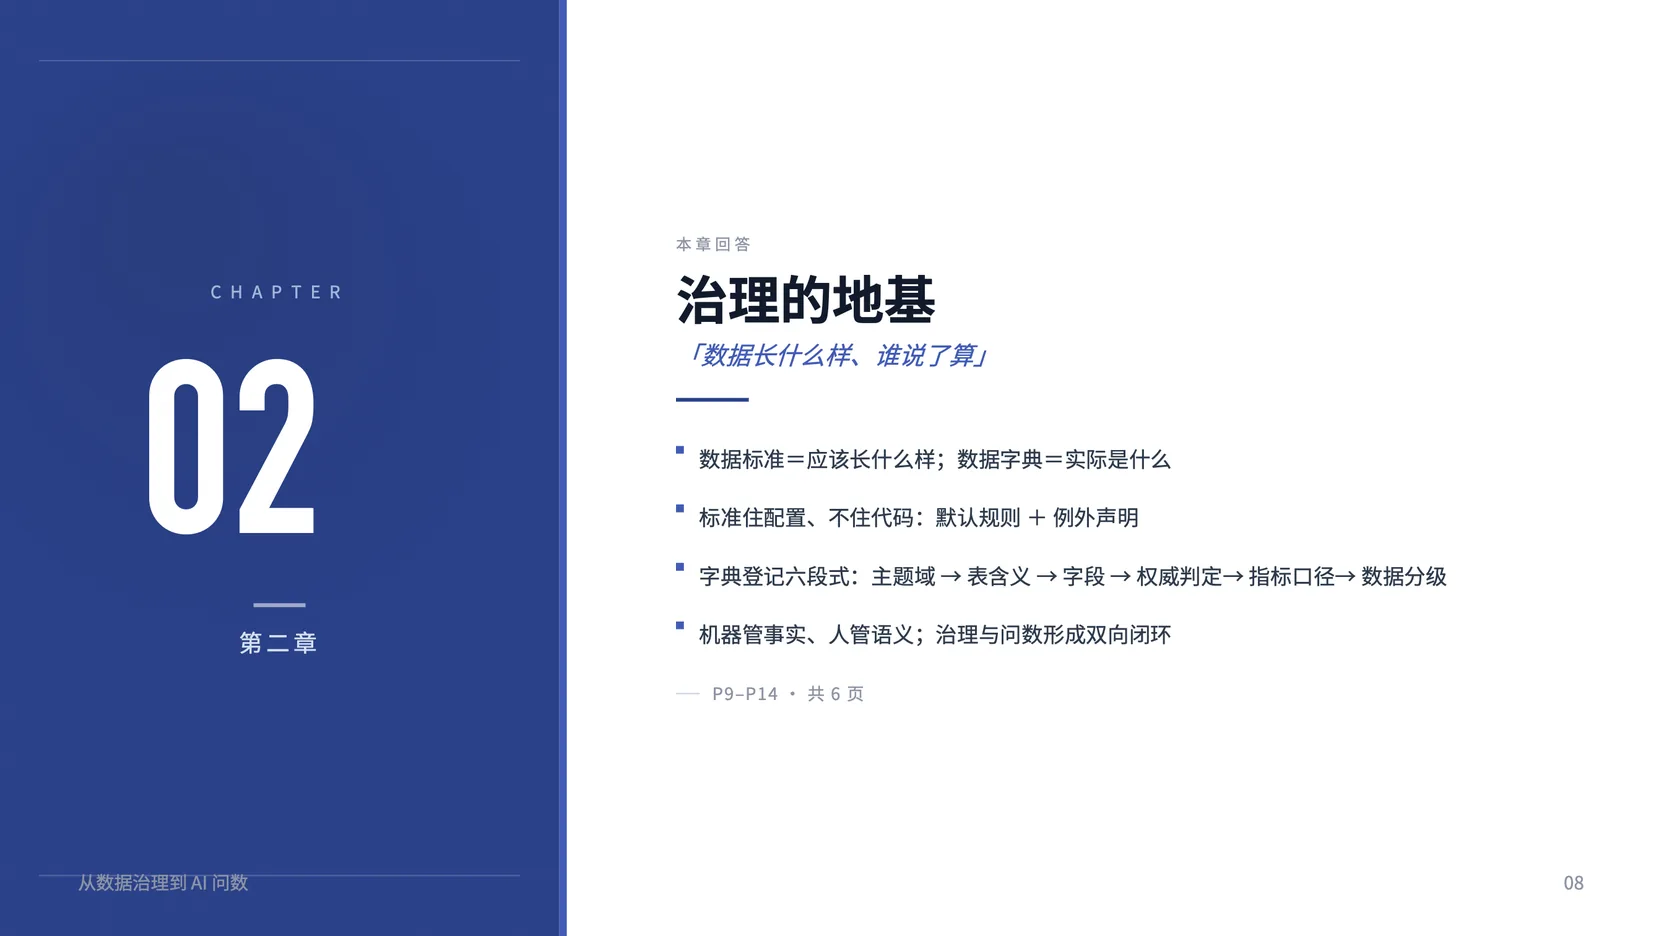 CHAPTER
02
第二章
从数据治理到 AI 问数
本章回答
治理的地基
「数据长什么样、谁说了算」
数据标准＝应该长什么样；数据字典＝实际是什么
标准住配置、不住代码：默认规则 ＋ 例外声明
字典登记六段式：主题域 → 表含义 → 字段 → 权威判定→ 指标口径→ 数据分级
机器管事实、人管语义；治理与问数形成双向闭环
P9–P14 · 共 6 页
08